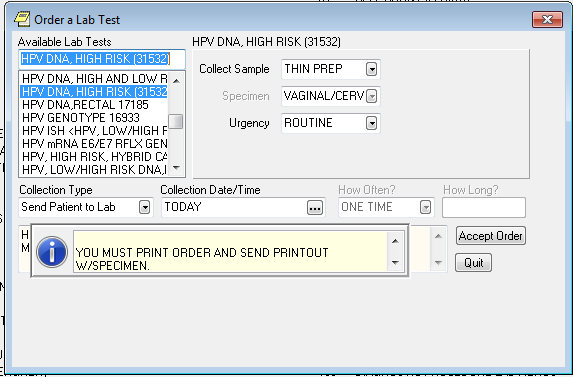 Order a Lab Test
Available Lab Tests
HPV DNA, HIGH RISK (31532)
HPV DNA, HIGH RISK (31532)
HPV DNA, HIGH AND LOW R
HPV DNA, HIGH RISK (31532
HPV DNA,RECTAL 17185
HPV GENOTYPE 16933
HPV ISH <HPV, LOW/HIGH F
HPV mRNA E6/E7 RFLX GEN
HPV, HIGH RISK, HYBRID CA
HPV, LOW/HIGH RISK DNA,I
Collect Sample THIN PREP
Specimen VAGINAL/CERV
Urgency ROUTINE
Collection Type Collection Date/Time How Often? How Long?
Send Patient to Lab TODAY ... ONE TIME
H
M
YOU MUST PRINT ORDER AND SEND PRINTOUT
W/SPECIMEN.
Accept Order
Quit